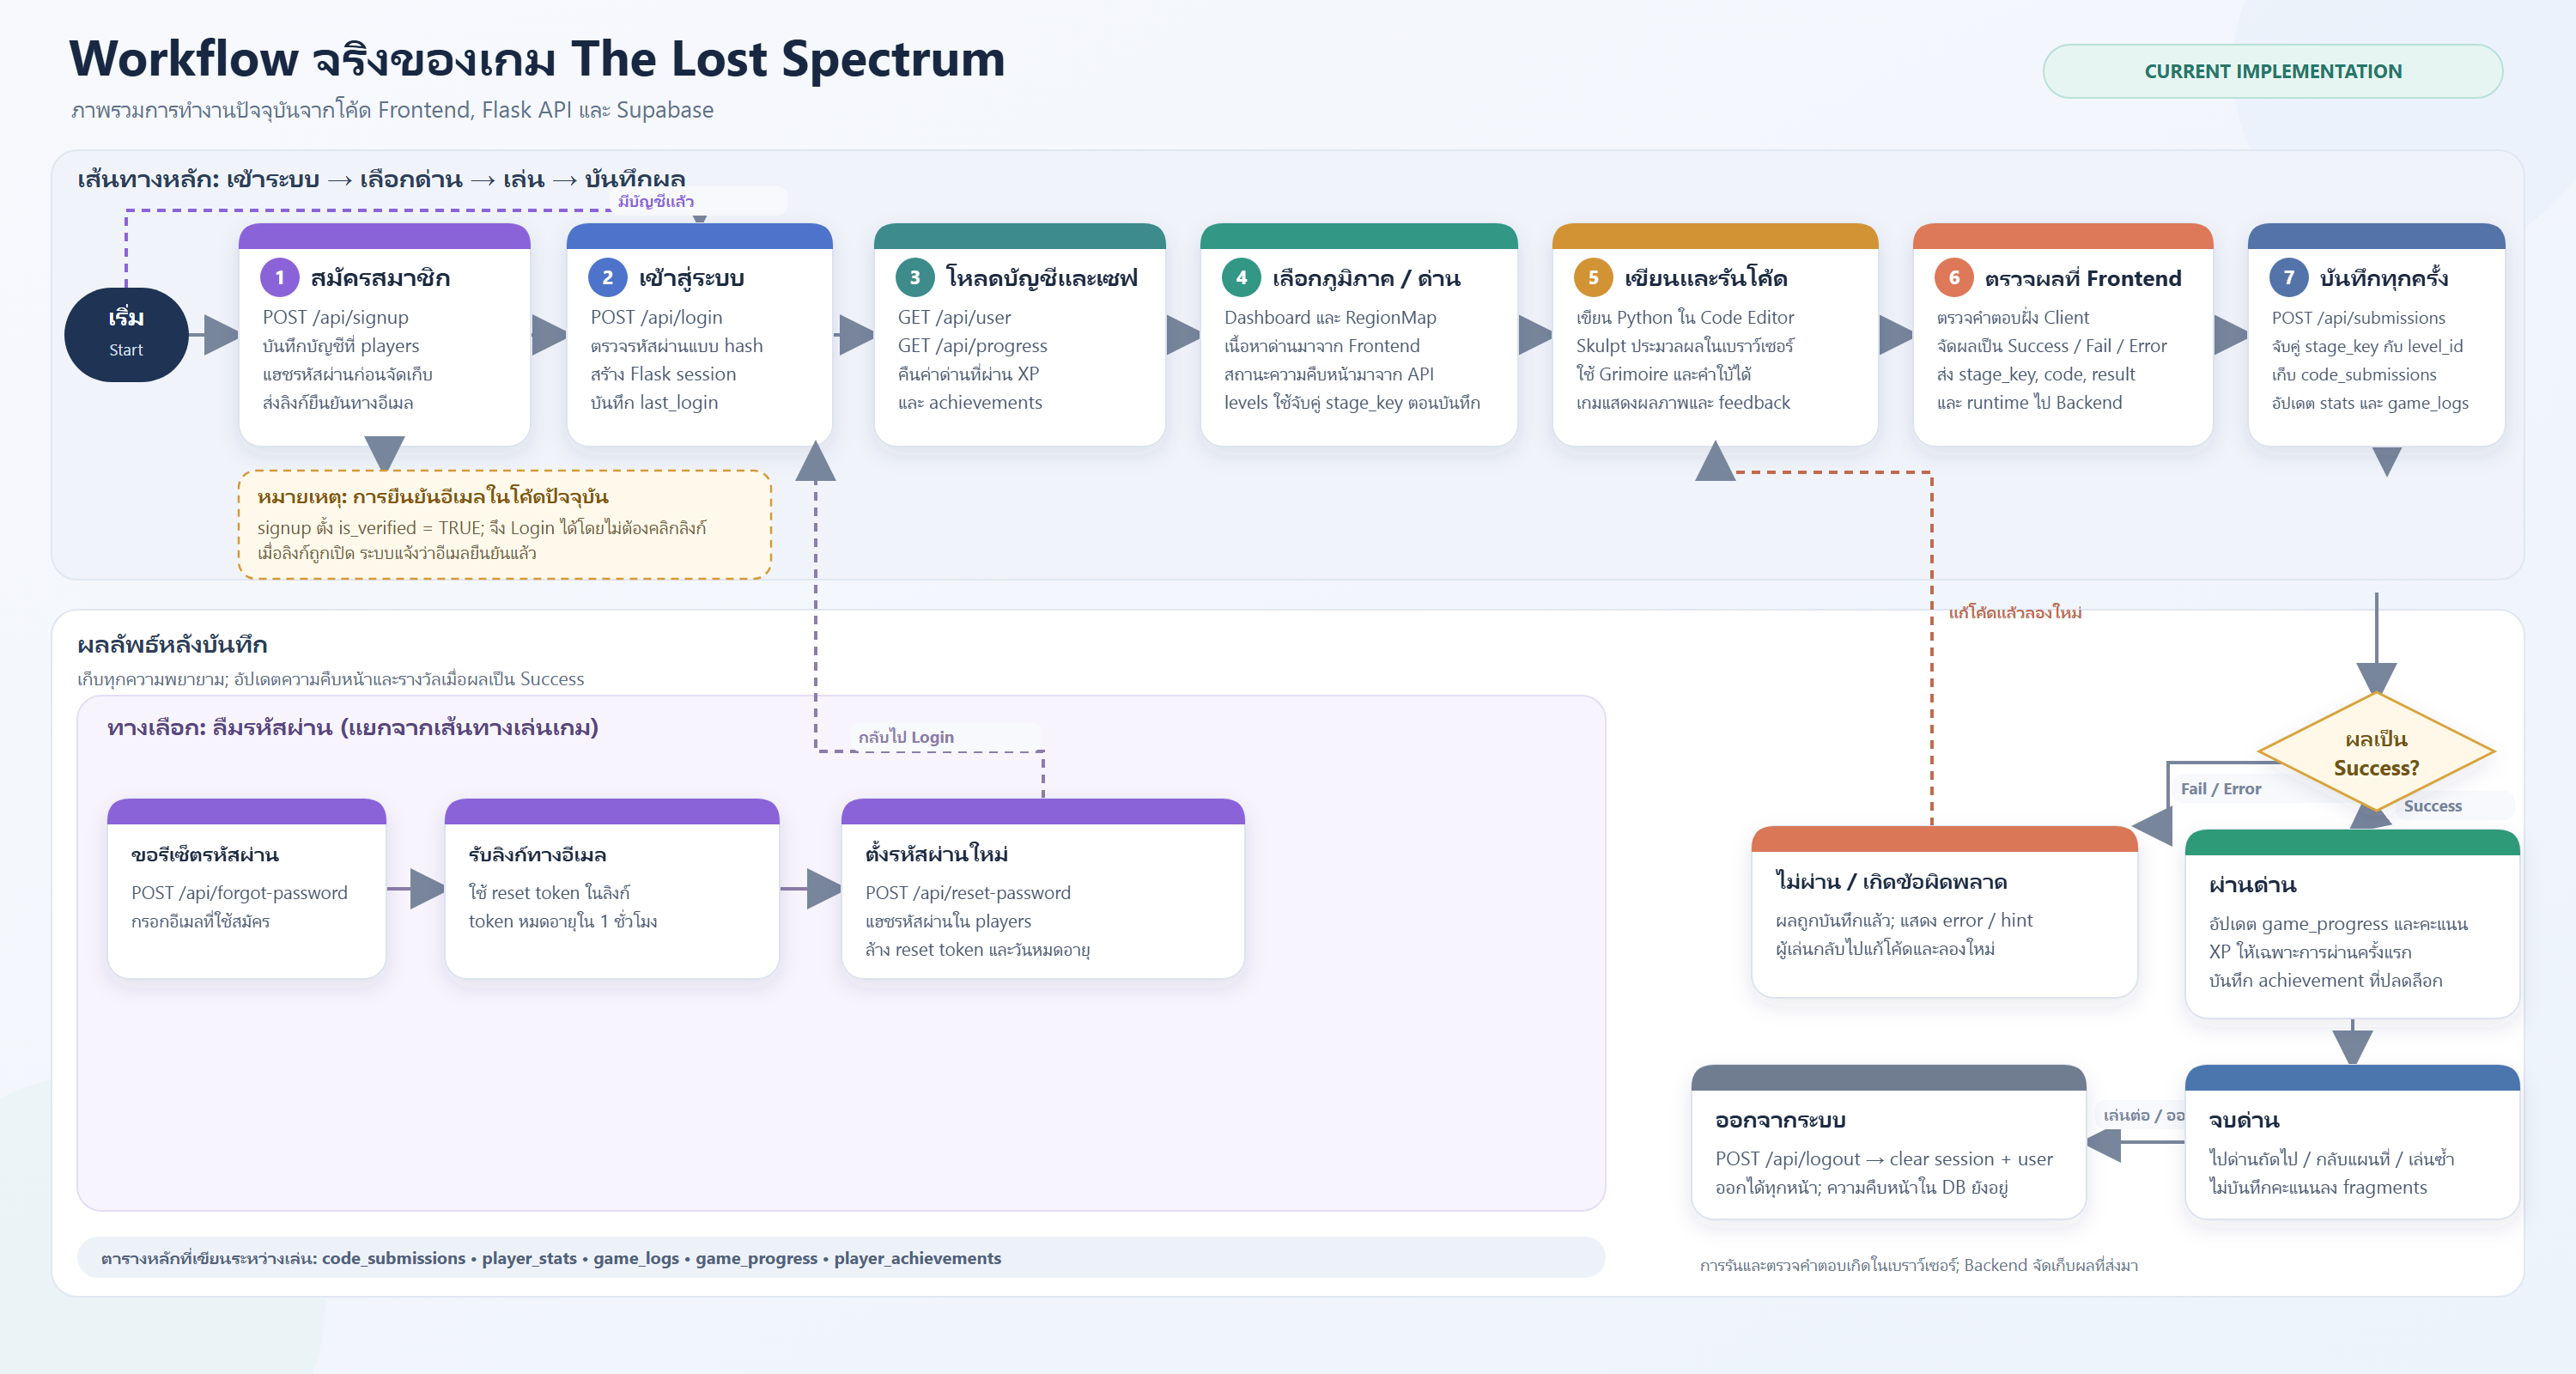 Workflow จริงของเกม The Lost Spectrum
ภาพรวมการทำงานปัจจุบันจากโค้ด Frontend, Flask API และ Supabase
CURRENT IMPLEMENTATION
เส้นทางหลัก: เข้าระบบ → เลือกด่าน → เล่น → บันทึกผล
มีบัญชีแล้ว
เริ่ม
Start
1 สมัครสมาชิก
POST /api/signup
บันทึกบัญชีที่ players
แฮชรหัสผ่านก่อนจัดเก็บ
ส่งลิงก์ยืนยันทางอีเมล
2 เข้าสู่ระบบ
POST /api/login
ตรวจรหัสผ่านแบบ hash
สร้าง Flask session
บันทึก last_login
3 โหลดบัญชีและเซฟ
GET /api/user
GET /api/progress
คืนค่าด่านที่ผ่าน XP
และ achievements
4 เลือกภูมิภาค / ด่าน
Dashboard และ RegionMap
เนื้อหาด่านมาจาก Frontend
สถานะความคืบหน้ามาจาก API
levels ใช้จับคู่ stage_key ตอนบันทึก
5 เขียนและรันโค้ด
เขียน Python ใน Code Editor
Skulpt ประมวลผลในเบราว์เซอร์
ใช้ Grimoire และคำใบ้ได้
เกมแสดงผลภาพและ feedback
6 ตรวจผลที่ Frontend
ตรวจคำตอบฝั่ง Client
จัดผลเป็น Success / Fail / Error
ส่ง stage_key, code, result
และ runtime ไป Backend
7 บันทึกทุกครั้ง
POST /api/submissions
จับคู่ stage_key กับ level_id
เก็บ code_submissions
อัปเดต stats และ game_logs
หมายเหตุ: การยืนยันอีเมลในโค้ดปัจจุบัน
signup ตั้ง is_verified = TRUE; จึง Login ได้โดยไม่ต้องคลิกลิงก์
เมื่อลิงก์ถูกเปิด ระบบแจ้งว่าอีเมลยืนยันแล้ว
แก้โค้ดแล้วลองใหม่
ผลลัพธ์หลังบันทึก
เก็บทุกความพยายาม; อัปเดตความคืบหน้าและรางวัลเมื่อผลเป็น Success
ทางเลือก: ลืมรหัสผ่าน (แยกจากเส้นทางเล่นเกม)
กลับไป Login
ขอรีเซ็ตรหัสผ่าน
POST /api/forgot-password
กรอกอีเมลที่ใช้สมัคร
รับลิงก์ทางอีเมล
ใช้ reset token ในลิงก์
token หมดอายุใน 1 ชั่วโมง
ตั้งรหัสผ่านใหม่
POST /api/reset-password
แฮชรหัสผ่านใน players
ล้าง reset token และวันหมดอายุ
ผลเป็น
Success?
Fail / Error
Success
ไม่ผ่าน / เกิดข้อผิดพลาด
ผลถูกบันทึกแล้ว; แสดง error / hint
ผู้เล่นกลับไปแก้โค้ดและลองใหม่
ผ่านด่าน
อัปเดต game_progress และคะแนน
XP ให้เฉพาะการผ่านครั้งแรก
บันทึก achievement ที่ปลดล็อก
ออกจากระบบ
POST /api/logout → clear session + user
ออกได้ทุกหน้า; ความคืบหน้าใน DB ยังอยู่
เล่นต่อ / ออ
จบด่าน
ไปด่านถัดไป / กลับแผนที่ / เล่นซ้ำ
ไม่บันทึกคะแนนลง fragments
ตารางหลักที่เขียนระหว่างเล่น: code_submissions • player_stats • game_logs • game_progress • player_achievements
การรันและตรวจคำตอบเกิดในเบราว์เซอร์; Backend จัดเก็บผลที่ส่งมา